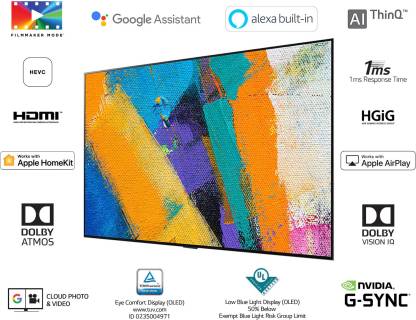 FILMMAKER MODE
Google Assistant
alexa built-in
AI ThinQ™
HEVC
1ms
1ms Response Time
HDMI
HGiG
Works with
Apple HomeKit
Works with
Apple AirPlay
DOLBY
ATMOS
DOLBY
VISION IQ
G
CLOUD PHOTO
& VIDEO
Eye Comfort Display (OLED)
www.tuv.com
ID 0235004971
UL
Low Blue Light Display (OLED)
50% Below
Exempt Blue Light Risk Group Limit
NVIDIA.
G-SYNC